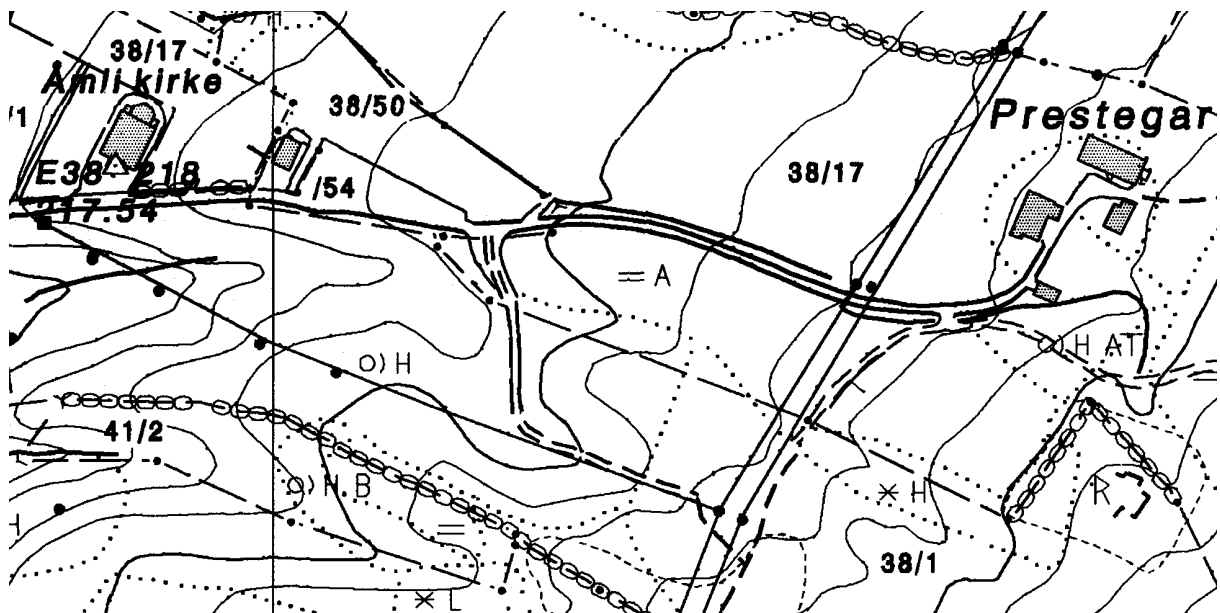 H
38/17
Åmli kirke
38/50
/1
Prestegar
38/17
E38 218
/54
217.54
A
H
H AT
41/2
H B
H
R
H
38/1
L